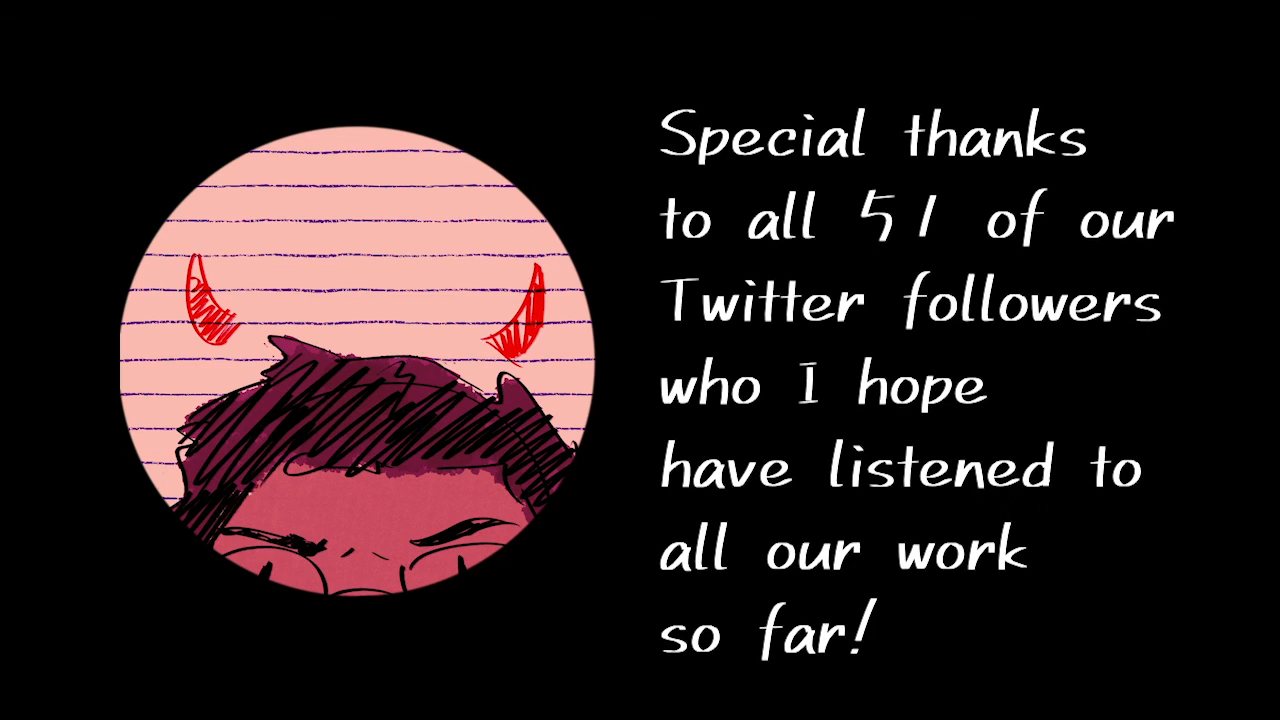 Special thanks
to all 51 of our
Twitter followers
who I hope
have listened to
all our work
so far!